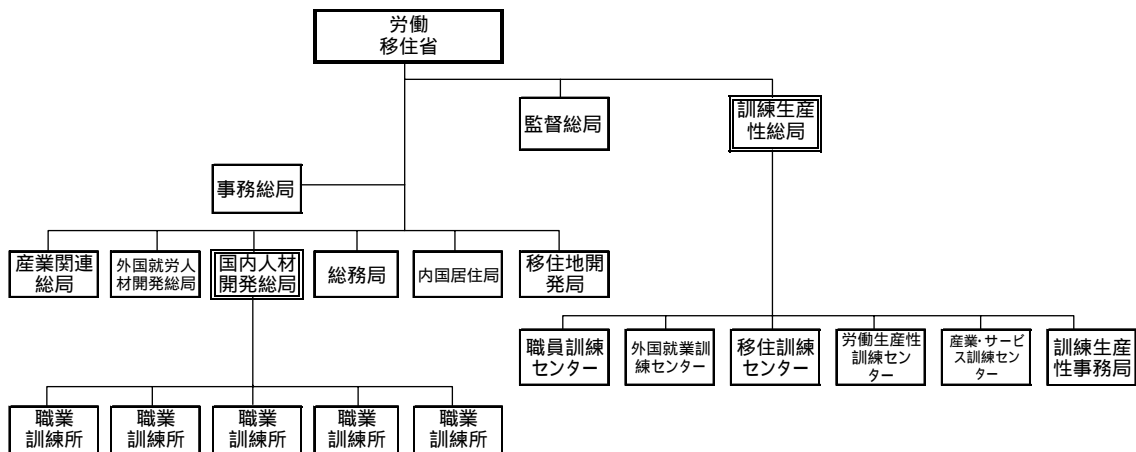 労働
移住省
監督総局
訓練生産
性総局
事務総局
産業関連
総局
外国就労人
材開発総局
国内人材
開発総局
総務局
内国居住局
移住地開
発局
職員訓練
センター
外国就業訓
練センター
移住訓練
センター
労働生産性
訓練セン
ター
産業・サービ
ス訓練セン
ター
訓練生産
性事務局
職業
訓練所
職業
訓練所
職業
訓練所
職業
訓練所
職業
訓練所